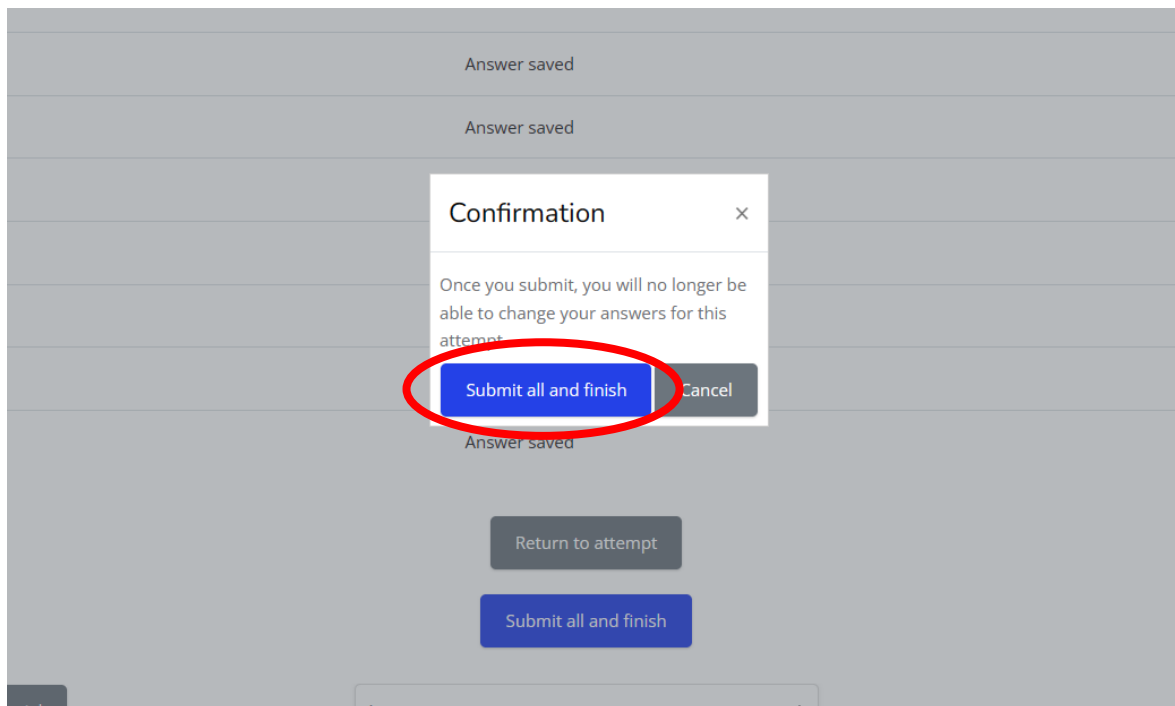 Answer saved
Answer saved
Confirmation ×
Once you submit, you will no longer be
able to change your answers for this
attempt
Submit all and finish Cancel
Answer saved
Return to attempt
Submit all and finish